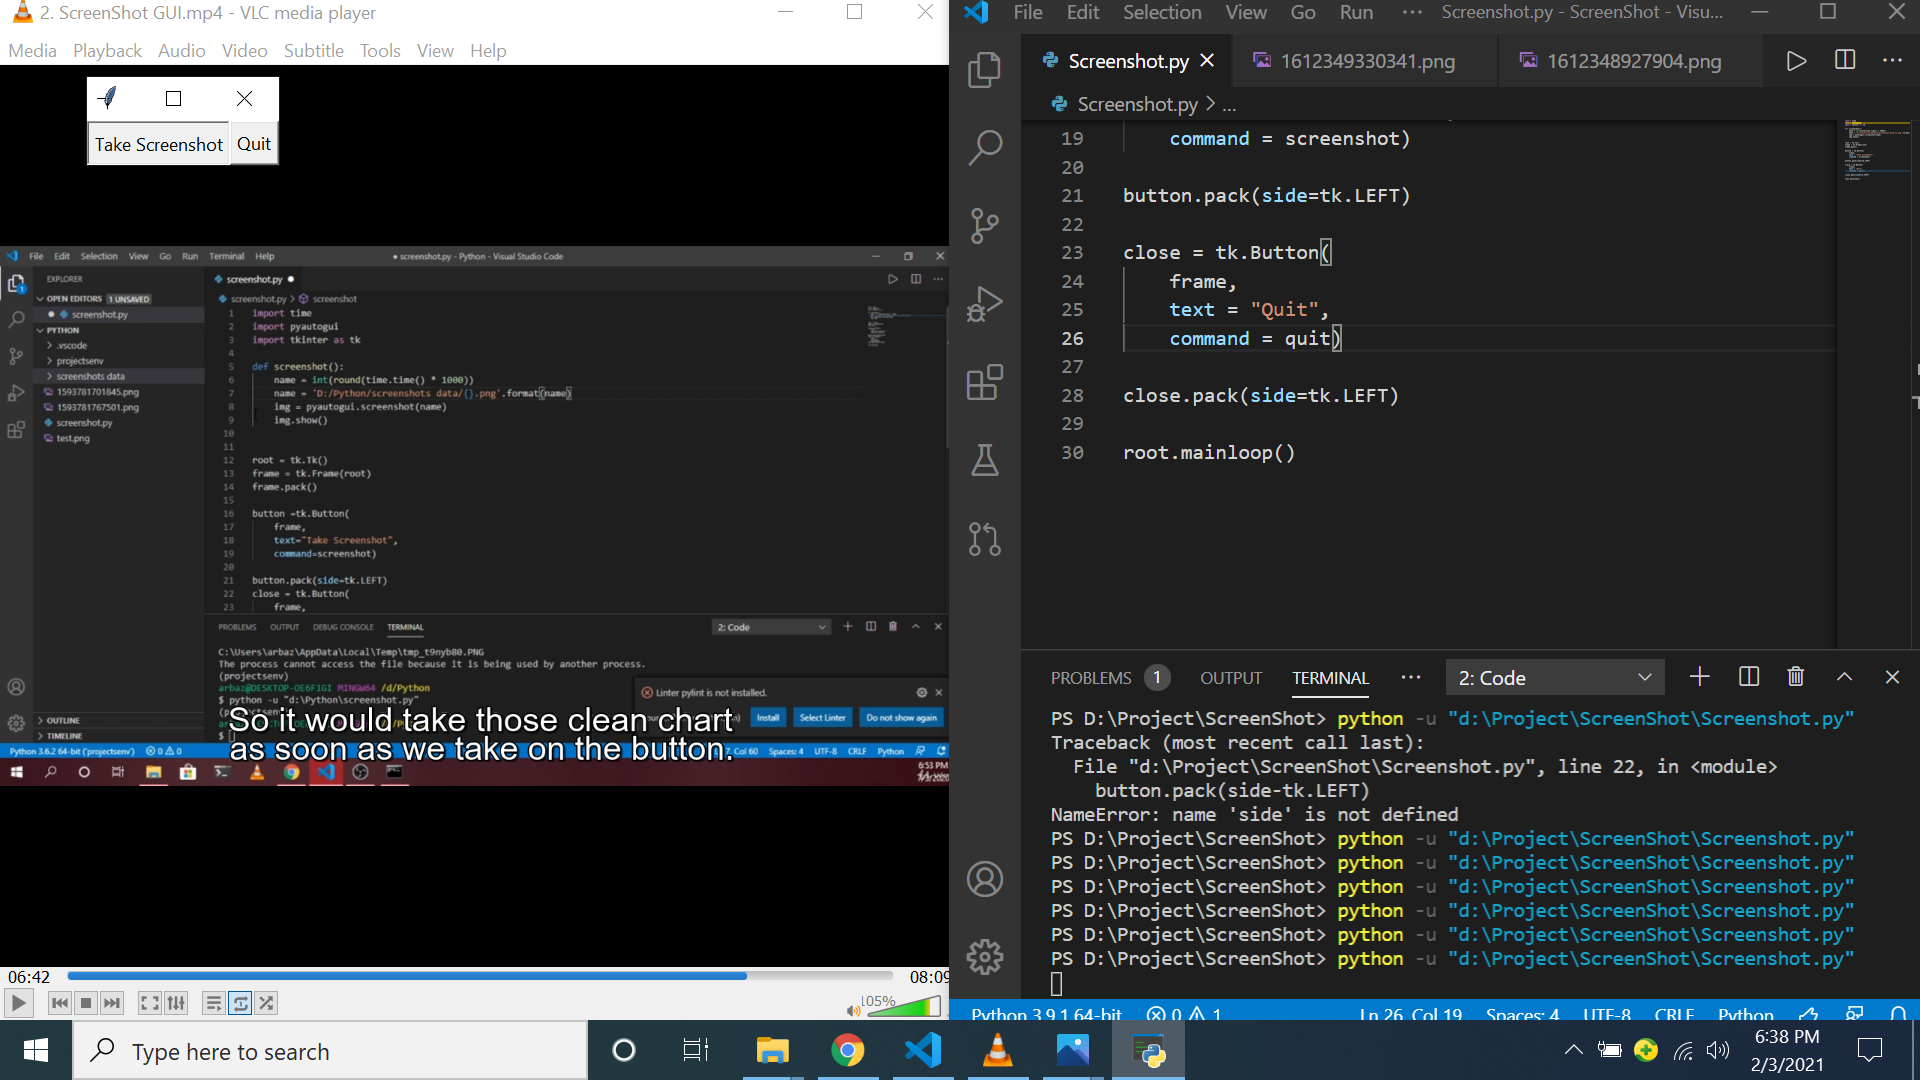 2. ScreenShot GUI.mp4 - VLC media player
Media Playback Audio Video Subtitle Tools View Help
Take Screenshot Quit
File Edit Selection View Go Run Terminal Help
● screenshot.py - Python - Visual Studio Code
EXPLORER
OPEN EDITORS 1 UNSAVED
screenshot.py
PYTHON
.vscode
projectsenv
screenshots data
1593781701845.png
1593781767501.png
screenshot.py
test.png
OUTLINE
TIMELINE
screenshot.py
screenshot.py > screenshot
1 import time
2 import pyautogui
3 import tkinter as tk
4
5 def screenshot():
6 name = int(round(time.time() * 1000))
7 name = 'D:/Python/screenshots data/{}.png'.format(name)
8 img = pyautogui.screenshot(name)
9 img.show()
10
11
12 root = tk.Tk()
13 frame = tk.Frame(root)
14 frame.pack()
15
16 button =tk.Button(
17 frame,
18 text="Take Screenshot",
19 command=screenshot)
20
21 button.pack(side=tk.LEFT)
22 close = tk.Button(
23 frame,
PROBLEMS OUTPUT DEBUG CONSOLE TERMINAL
2: Code
C:\Users\arbaz\AppData\Local\Temp\tmp_t9nyb80.PNG
The process cannot access the file because it is being used by another process.
(projectsenv)
arbaz@DESKTOP-OE6F1GI MINGW64 /d/Python
$ python -u "d:\Python\screenshot.py"
Linter pylint is not installed.
Install Select Linter Do not show again
So it would take those clean chart
as soon as we take on the button.
Python 3.6.2 64-bit ('projectsenv') 0 0
Col 60 Spaces: 4 UTF-8 CRLF Python
6:53 PM
06:42
08:09
105%
File Edit Selection View Go Run ··· Screenshot.py - ScreenShot - Visu...
Screenshot.py 1612349330341.png 1612348927904.png
Screenshot.py > ...
19 command = screenshot)
20
21 button.pack(side=tk.LEFT)
22
23 close = tk.Button(
24 frame,
25 text = "Quit",
26 command = quit)
27
28 close.pack(side=tk.LEFT)
29
30 root.mainloop()
PROBLEMS 1 OUTPUT TERMINAL ··· 2: Code
PS D:\Project\ScreenShot> python -u "d:\Project\ScreenShot\Screenshot.py"
Traceback (most recent call last):
File "d:\Project\ScreenShot\Screenshot.py", line 22, in <module>
button.pack(side-tk.LEFT)
NameError: name 'side' is not defined
PS D:\Project\ScreenShot> python -u "d:\Project\ScreenShot\Screenshot.py"
PS D:\Project\ScreenShot> python -u "d:\Project\ScreenShot\Screenshot.py"
PS D:\Project\ScreenShot> python -u "d:\Project\ScreenShot\Screenshot.py"
PS D:\Project\ScreenShot> python -u "d:\Project\ScreenShot\Screenshot.py"
PS D:\Project\ScreenShot> python -u "d:\Project\ScreenShot\Screenshot.py"
PS D:\Project\ScreenShot> python -u "d:\Project\ScreenShot\Screenshot.py"
Python 3.9.1 64-bit 0 1 Ln 26, Col 19 Spaces: 4 UTF-8 CRLF Python
Type here to search
6:38 PM
2/3/2021